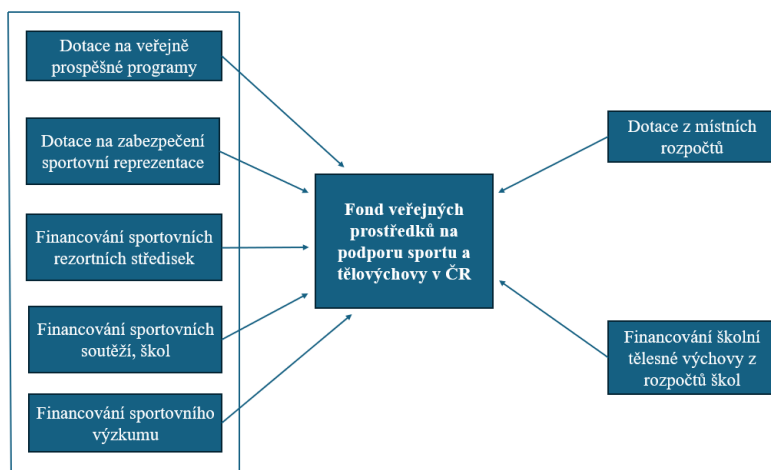 Dotace na veřejně
prospěšné programy
Dotace na zabezpečení
sportovní reprezentace
Financování sportovních
rezortních středisek
Financování sportovních
soutěží, škol
Financování sportovního
výzkumu
Fond veřejných
prostředků na
podporu sportu a
tělovýchovy v ČR
Dotace z místních
rozpočtů
Financování školní
tělesné výchovy z
rozpočtů škol